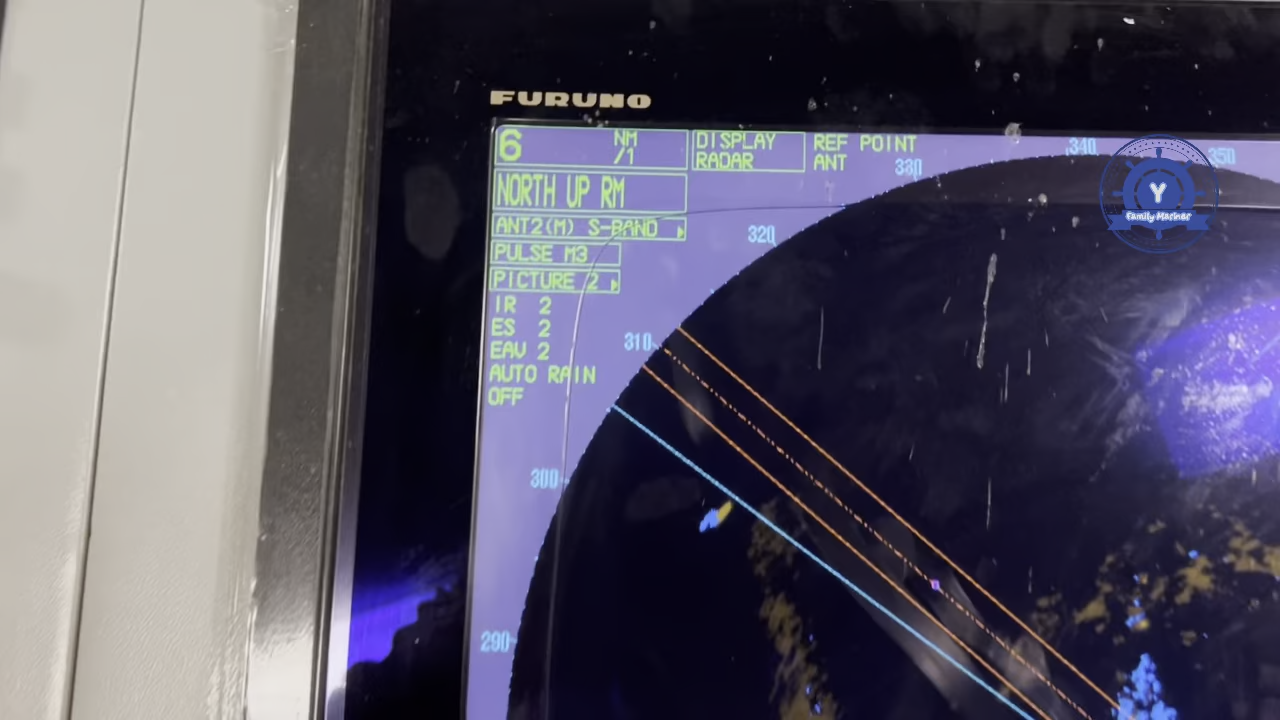 FURUNO
6 NM /1
DISPLAY RADAR
REF POINT ANT
NORTH UP RM
ANT2(M) S-BAND
PULSE M3
PICTURE 2
IR 2
ES 2
EAV 2
AUTO RAIN
OFF
290
300
310
320
330
340
350
Y
Family Mariner